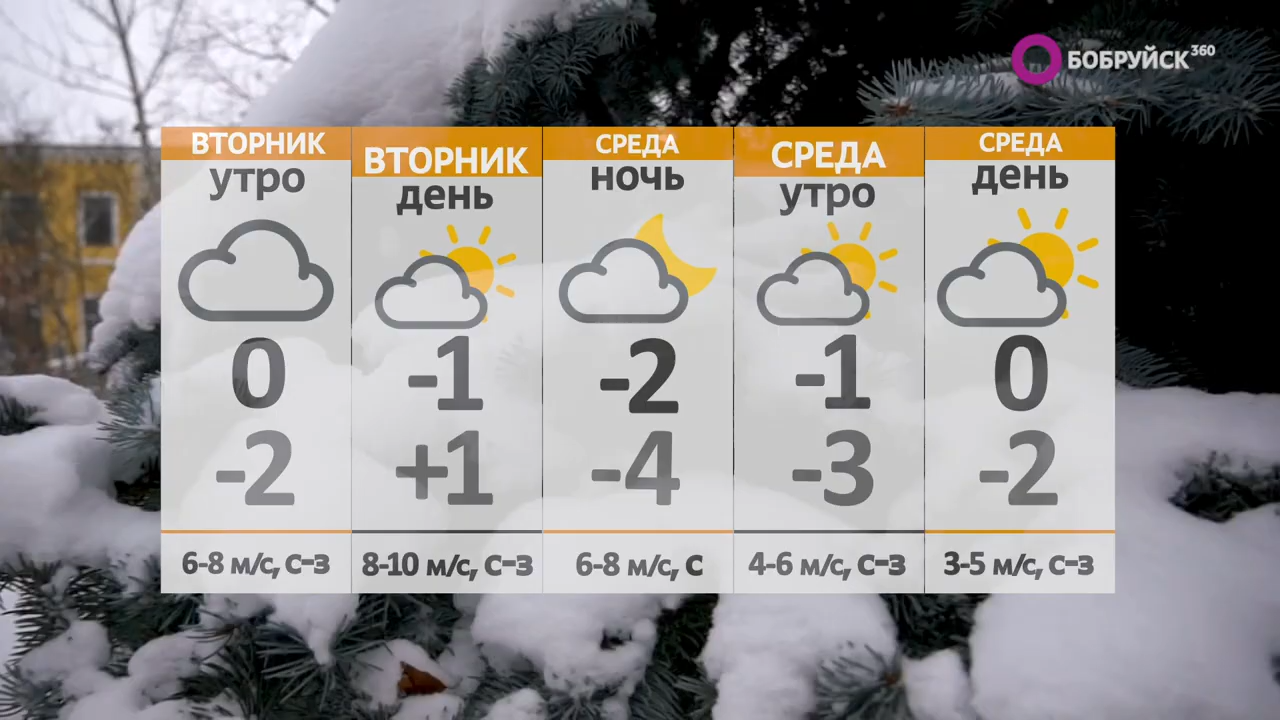 БОБРУЙСК360
ВТОРНИК
утро
0
-2
6-8 м/с, С-З
ВТОРНИК
день
-1
+1
8-10 м/с, С-З
СРЕДА
ночь
-2
-4
6-8 м/с, С
СРЕДА
утро
-1
-3
4-6 м/с, С-З
СРЕДА
день
0
-2
3-5 м/с, С-З